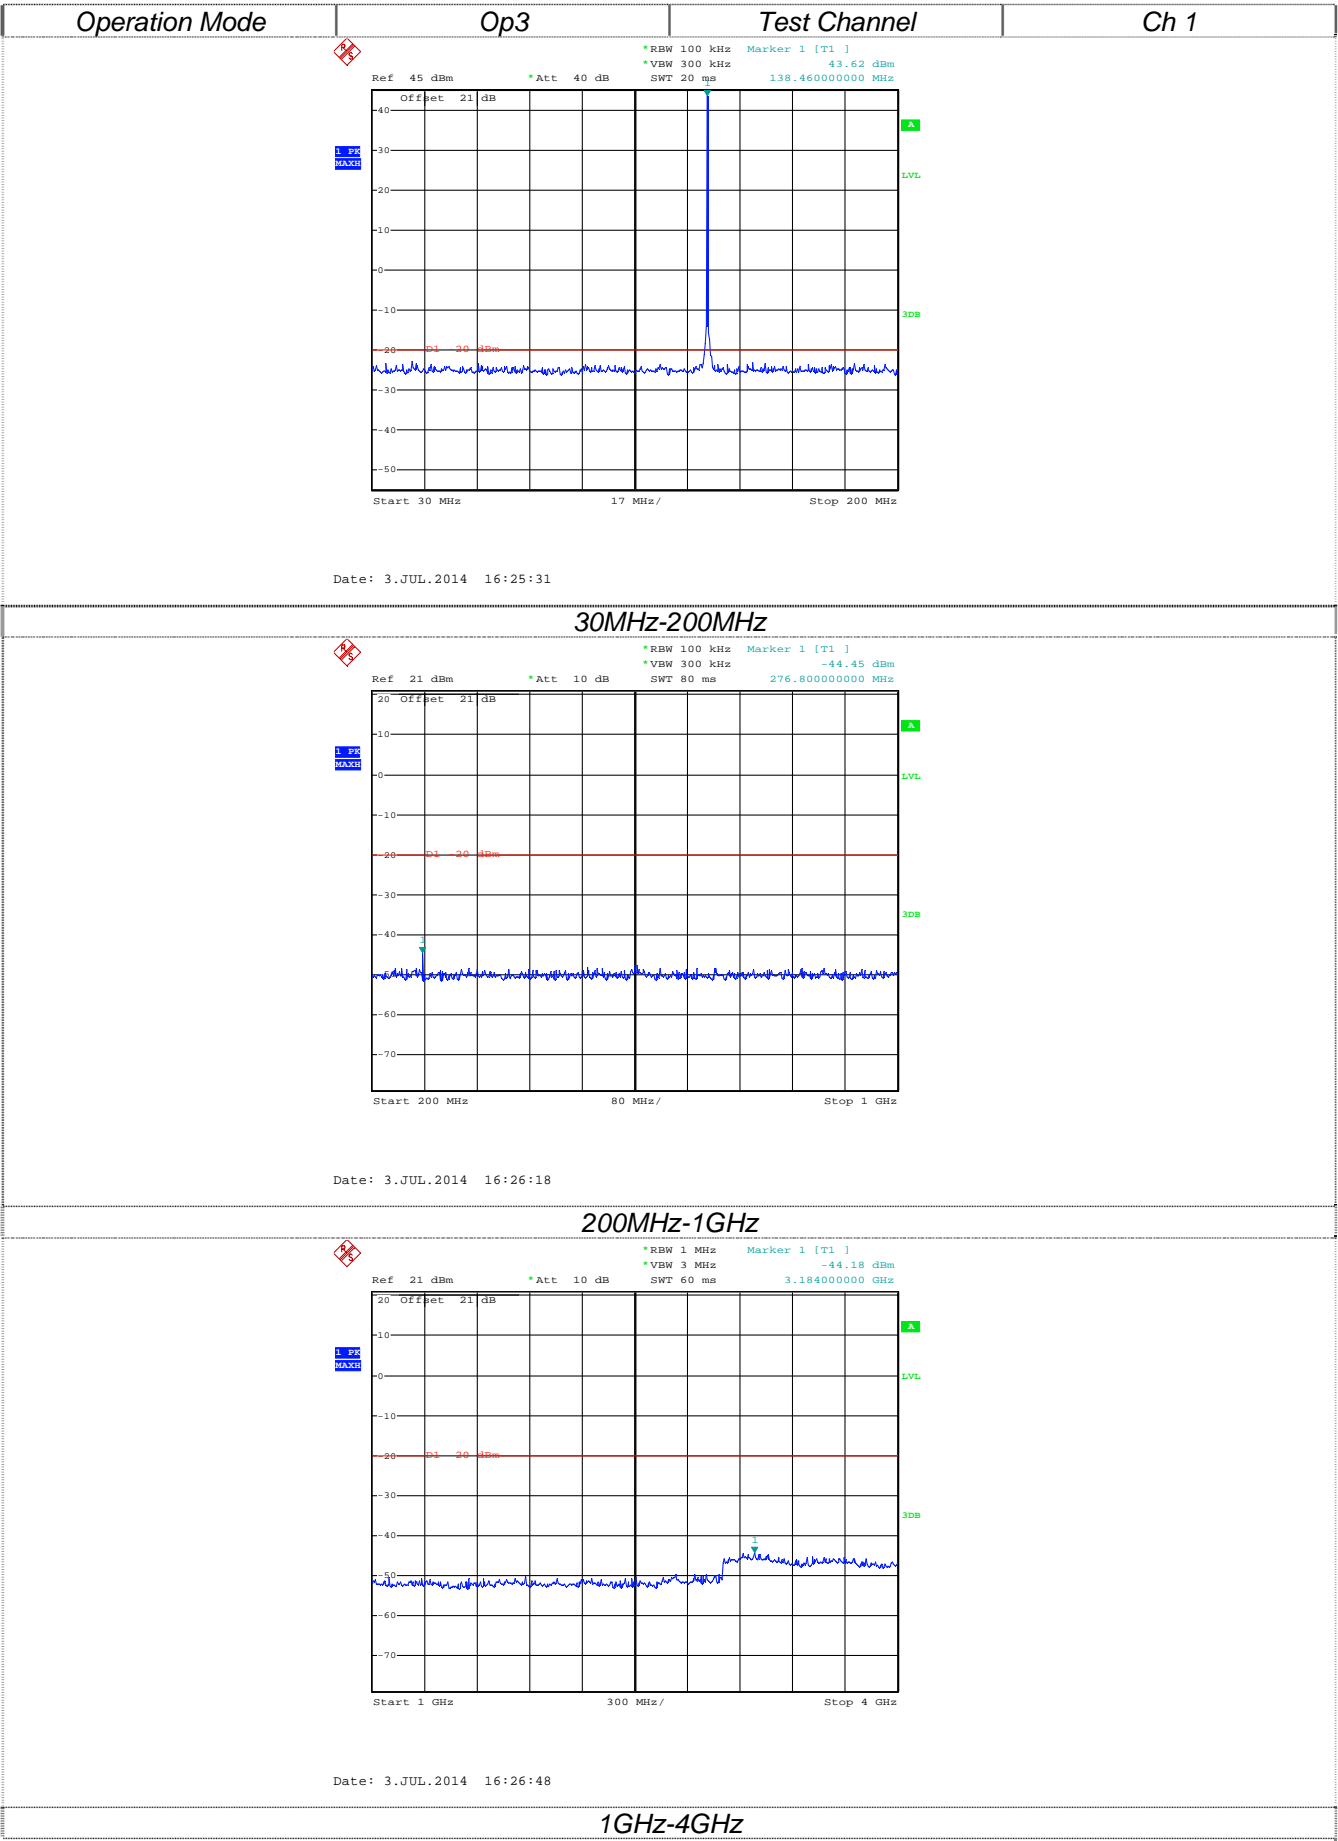 Operation Mode Op3 Test Channel Ch 1
R S
*RBW 100 kHz Marker 1 [T1 ]
*VBW 300 kHz 43.62 dBm
Ref 45 dBm *Att 40 dB SWT 20 ms 138.460000000 MHz
1
Offset 21 dB
40
A
1 PK
MAXH
30
LVL
20
10
0
-10
3DB
-20
D1 -20 dBm
-30
-40
-50
Start 30 MHz 17 MHz/ Stop 200 MHz
Date: 3.JUL.2014 16:25:31
30MHz-200MHz
R S
*RBW 100 kHz Marker 1 [T1 ]
*VBW 300 kHz -44.45 dBm
Ref 21 dBm *Att 10 dB SWT 80 ms 276.800000000 MHz
20 Offset 21 dB
A
10
1 PK
MAXH
0
LVL
-10
-20
D1 -20 dBm
-30
3DB
-40
1
-50
-60
-70
Start 200 MHz 80 MHz/ Stop 1 GHz
Date: 3.JUL.2014 16:26:18
200MHz-1GHz
R S
*RBW 1 MHz Marker 1 [T1 ]
*VBW 3 MHz -44.18 dBm
Ref 21 dBm *Att 10 dB SWT 60 ms 3.184000000 GHz
20 Offset 21 dB
A
10
1 PK
MAXH
0
LVL
-10
-20
D1 -20 dBm
-30
3DB
-40
1
-50
-60
-70
Start 1 GHz 300 MHz/ Stop 4 GHz
Date: 3.JUL.2014 16:26:48
1GHz-4GHz